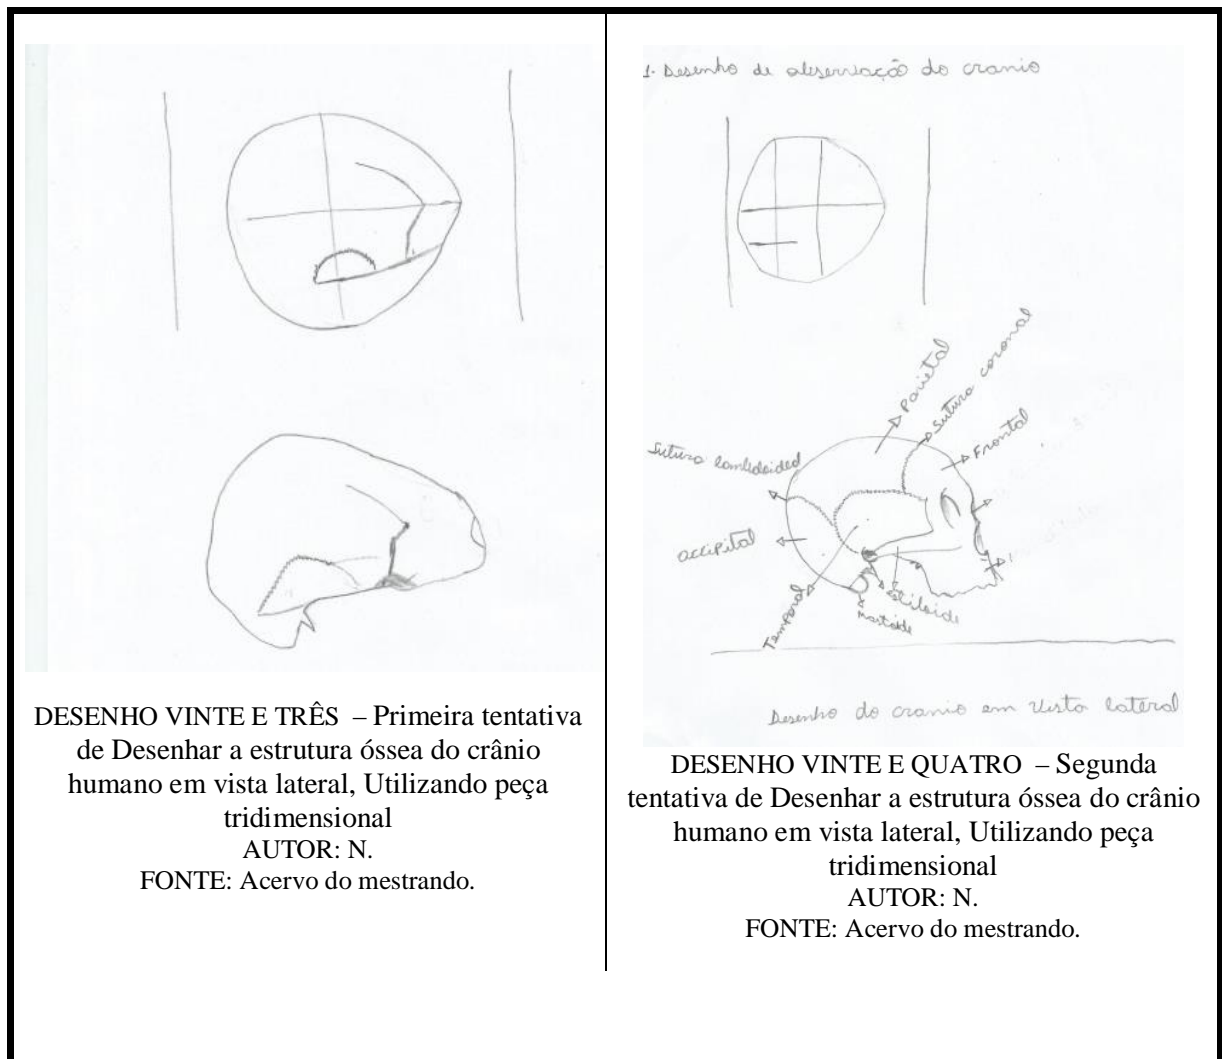 DESENHO VINTE E TRÊS – Primeira tentativa
de Desenhar a estrutura óssea do crânio
humano em vista lateral, Utilizando peça
tridimensional
AUTOR: N.
FONTE: Acervo do mestrando.
1- Desenho de observação do cranio
Parietal
Sutura coronal
Frontal
Sutura lambdoided
occipital
Temporal
Mastoide
Estiloide
Desenho do cranio em Vista lateral
DESENHO VINTE E QUATRO – Segunda
tentativa de Desenhar a estrutura óssea do crânio
humano em vista lateral, Utilizando peça
tridimensional
AUTOR: N.
FONTE: Acervo do mestrando.